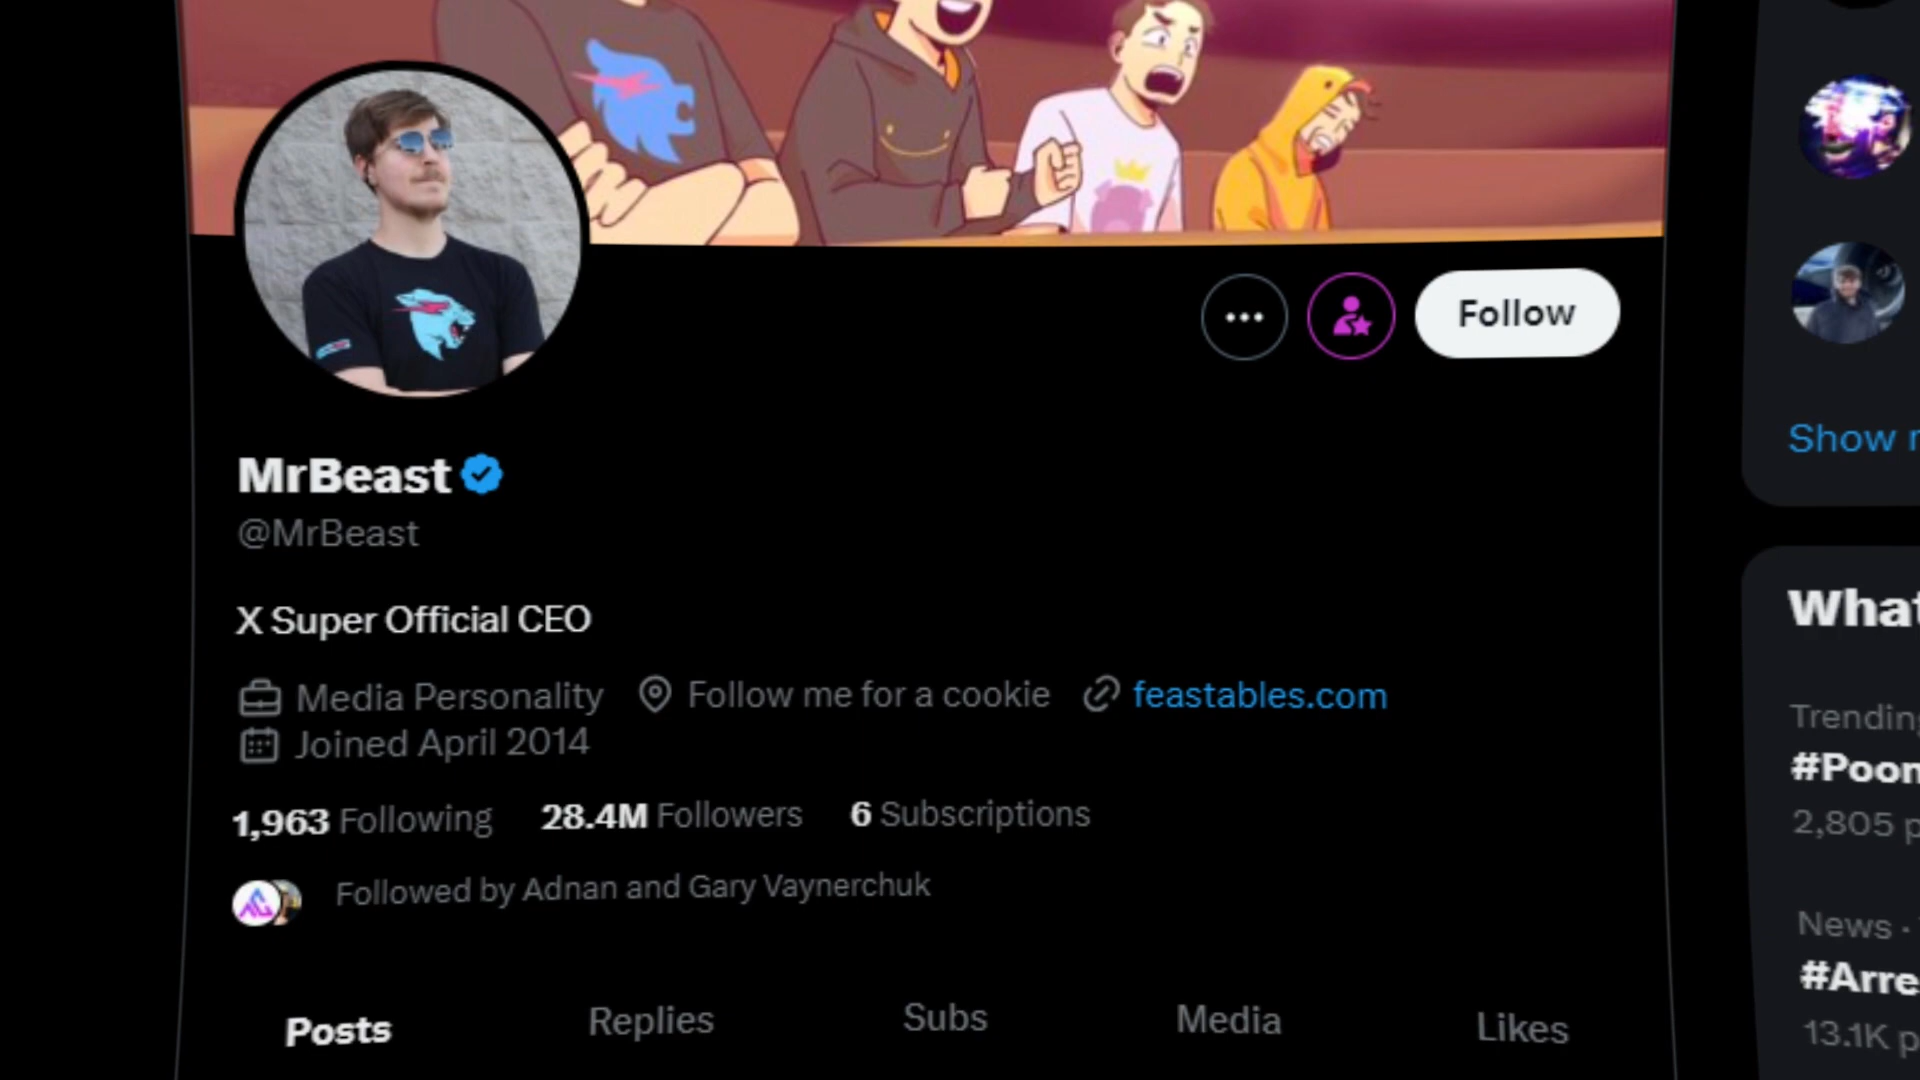 Follow
MrBeast
@MrBeast
X Super Official CEO
Media Personality Follow me for a cookie feastables.com
Joined April 2014
1,963 Following 28.4M Followers 6 Subscriptions
Followed by Adnan and Gary Vaynerchuk
Posts Replies Subs Media Likes
Show
What
Trending
#Poon
2,805 p
News ·
#Arre
13.1K p